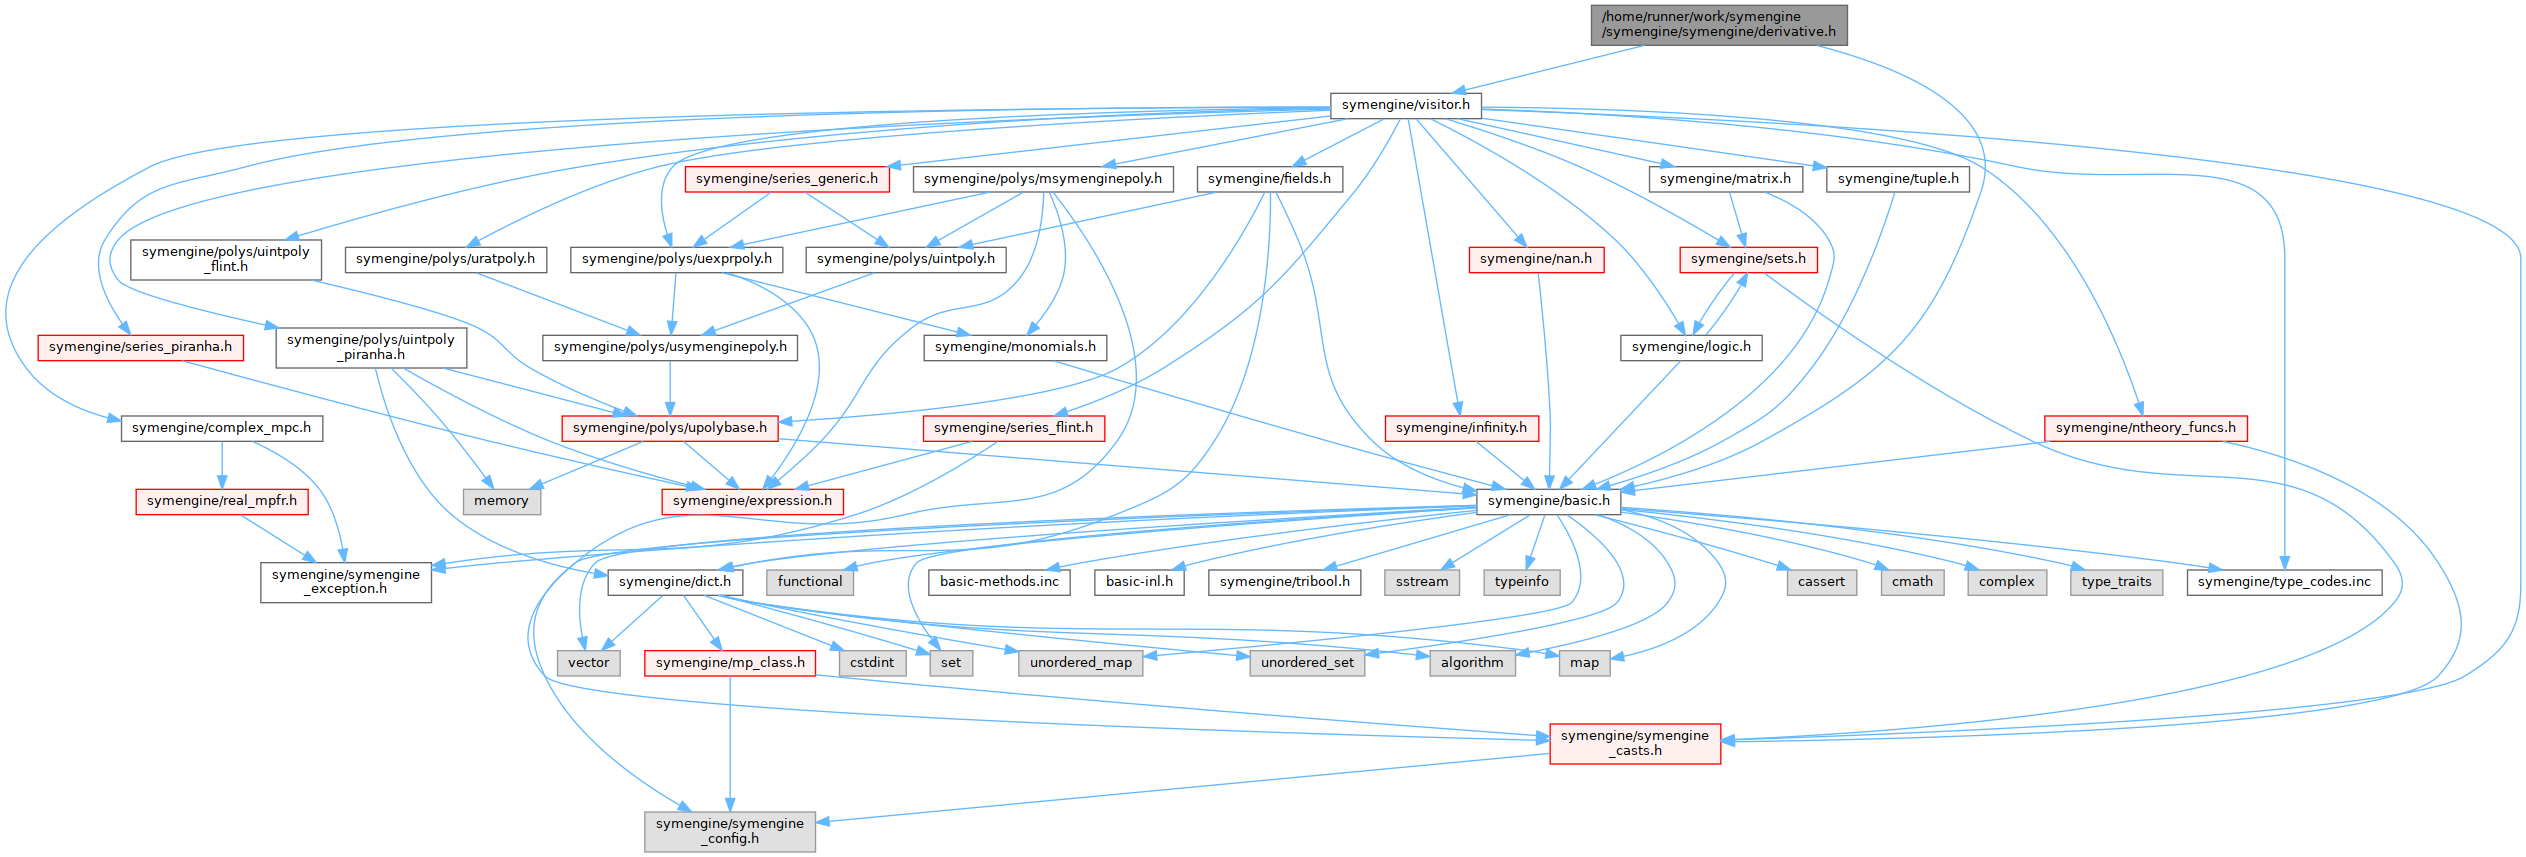 /home/runner/work/symengine
/symengine/symengine/derivative.h
symengine/visitor.h
symengine/series_generic.h
symengine/polys/msymenginepoly.h
symengine/fields.h
symengine/matrix.h
symengine/tuple.h
symengine/polys/uintpoly
_flint.h
symengine/polys/uratpoly.h
symengine/polys/uexprpoly.h
symengine/polys/uintpoly.h
symengine/nan.h
symengine/sets.h
symengine/series_piranha.h
symengine/polys/uintpoly
_piranha.h
symengine/polys/usymenginepoly.h
symengine/monomials.h
symengine/logic.h
symengine/complex_mpc.h
symengine/polys/upolybase.h
symengine/series_flint.h
symengine/infinity.h
symengine/ntheory_funcs.h
symengine/real_mpfr.h
memory
symengine/expression.h
symengine/basic.h
symengine/symengine
_exception.h
symengine/dict.h
functional
basic-methods.inc
basic-inl.h
symengine/tribool.h
sstream
typeinfo
cassert
cmath
complex
type_traits
symengine/type_codes.inc
vector
symengine/mp_class.h
cstdint
set
unordered_map
unordered_set
algorithm
map
symengine/symengine
_casts.h
symengine/symengine
_config.h